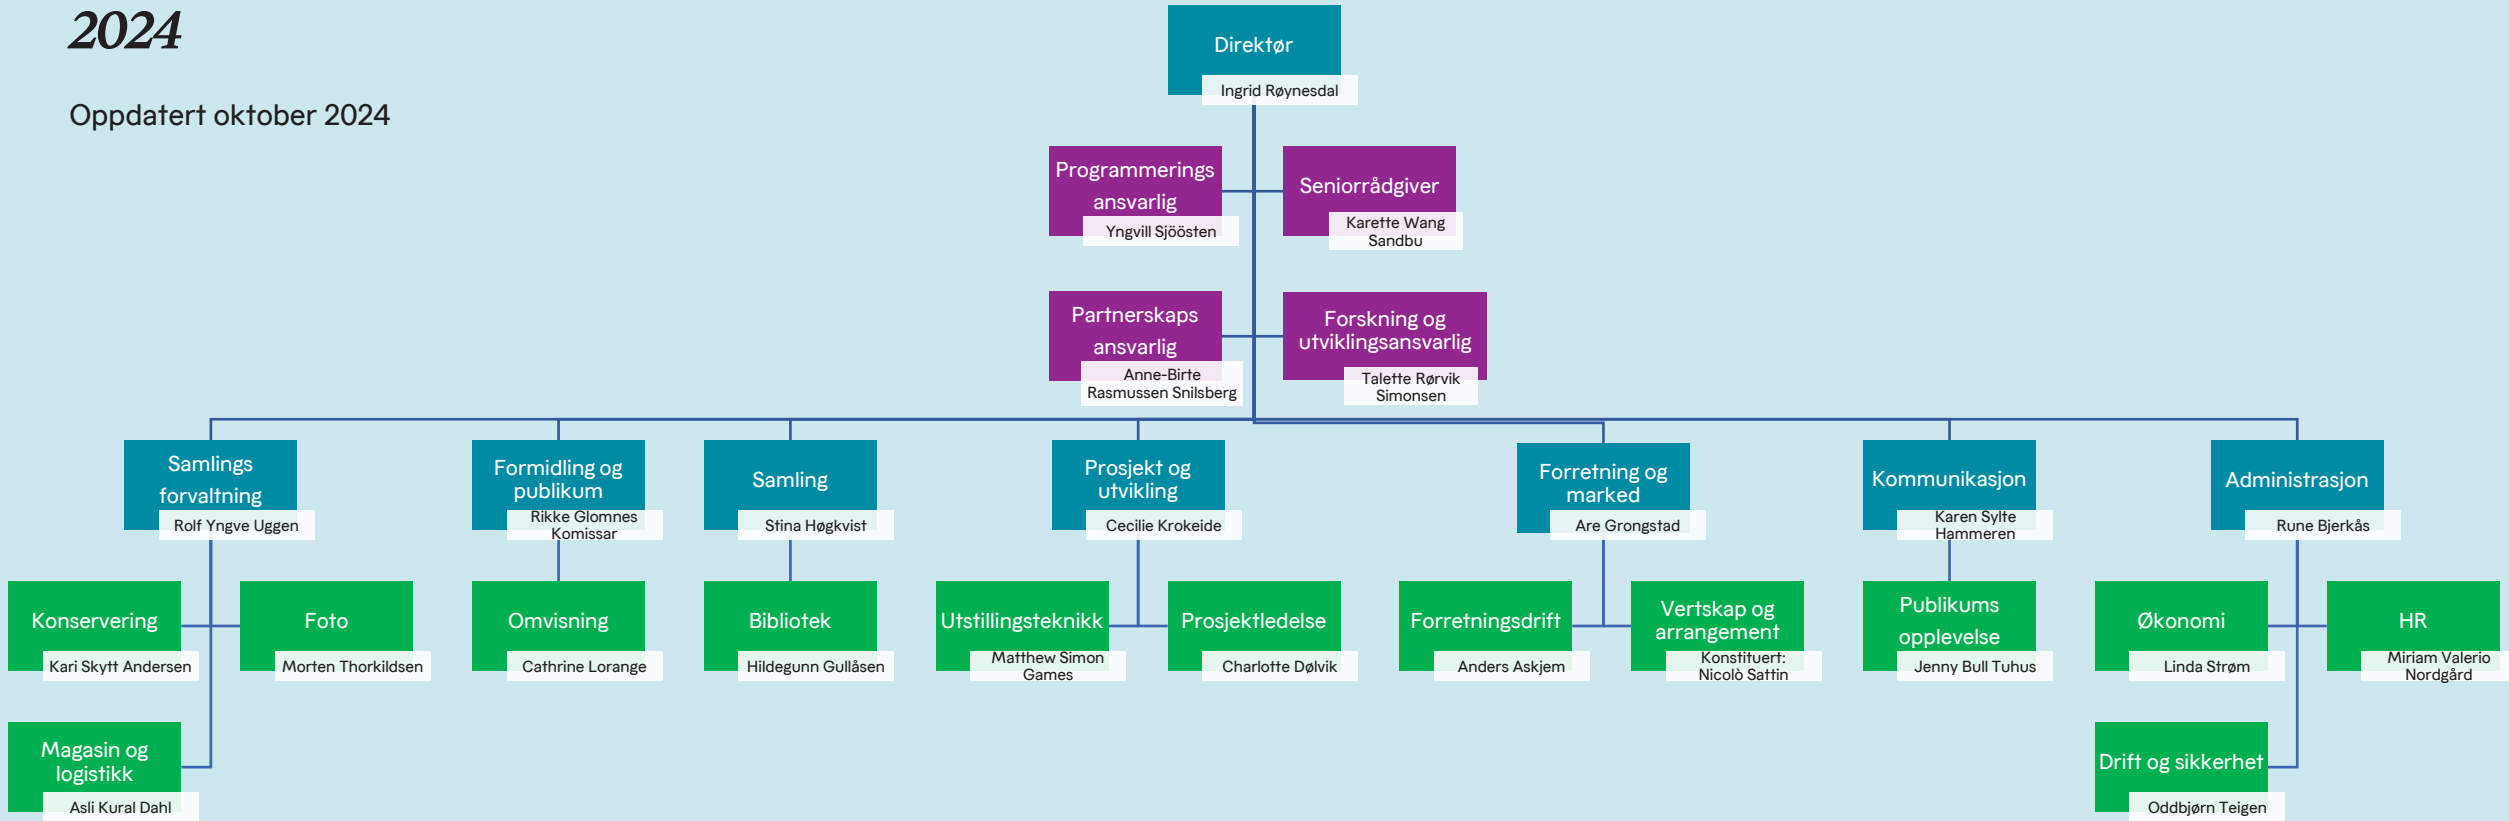 2024
Oppdatert oktober 2024
Direktør
Ingrid Røynesdal
Programmerings
ansvarlig
Yngvill Sjöösten
Seniorrådgiver
Karette Wang
Sandbu
Partnerskaps
ansvarlig
Anne-Birte
Rasmussen Snilsberg
Forskning og
utviklingsansvarlig
Talette Rørvik
Simonsen
Samlings
forvaltning
Rolf Yngve Uggen
Formidling og
publikum
Rikke Glomnes
Komissar
Samling
Stina Høgkvist
Prosjekt og
utvikling
Cecilie Krokeide
Forretning og
marked
Are Grongstad
Kommunikasjon
Karen Sylte
Hammeren
Administrasjon
Rune Bjerkås
Konservering
Kari Skytt Andersen
Foto
Morten Thorkildsen
Omvisning
Cathrine Lorange
Bibliotek
Hildegunn Gullåsen
Utstillingsteknikk
Matthew Simon
Games
Prosjektledelse
Charlotte Dølvik
Forretningsdrift
Anders Askjem
Vertskap og
arrangement
Konstituert:
Nicolò Sattin
Publikums
opplevelse
Jenny Bull Tuhus
Økonomi
Linda Strøm
HR
Miriam Valerio
Nordgård
Magasin og
logistikk
Asli Kural Dahl
Drift og sikkerhet
Oddbjørn Teigen